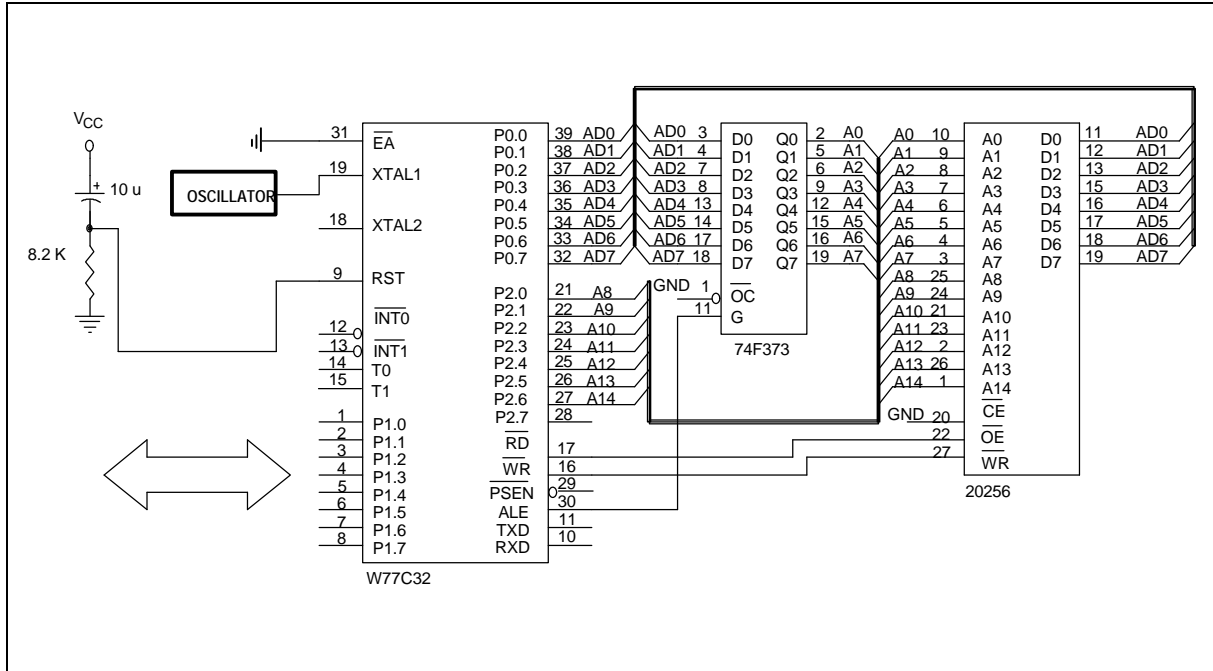 VCC
10 u
8.2 K
OSCILLATOR
31 EA
19 XTAL1
18 XTAL2
9 RST
12 INT0
13 INT1
14 T0
15 T1
1 P1.0
2 P1.1
3 P1.2
4 P1.3
5 P1.4
6 P1.5
7 P1.6
8 P1.7
P0.0 39 AD0
P0.1 38 AD1
P0.2 37 AD2
P0.3 36 AD3
P0.4 35 AD4
P0.5 34 AD5
P0.6 33 AD6
P0.7 32 AD7
P2.0 21 A8
P2.1 22 A9
P2.2 23 A10
P2.3 24 A11
P2.4 25 A12
P2.5 26 A13
P2.6 27 A14
P2.7 28
RD 17
WR 16
PSEN 29
ALE 30
TXD 11
RXD 10
W77C32
AD0 3 D0 Q0 2 A0
AD1 4 D1 Q1 5 A1
AD2 7 D2 Q2 6 A2
AD3 8 D3 Q3 9 A3
AD4 13 D4 Q4 12 A4
AD5 14 D5 Q5 15 A5
AD6 17 D6 Q6 16 A6
AD7 18 D7 Q7 19 A7
GND 1 OC
11 G
74F373
A0 10 A0 D0 11 AD0
A1 9 A1 D1 12 AD1
A2 8 A2 D2 13 AD2
A3 7 A3 D3 15 AD3
A4 6 A4 D4 16 AD4
A5 5 A5 D5 17 AD5
A6 4 A6 D6 18 AD6
A7 3 A7 D7 19 AD7
A8 25 A8
A9 24 A9
A10 21 A10
A11 23 A11
A12 2 A12
A13 26 A13
A14 1 A14
GND 20 CE
22 OE
27 WR
20256